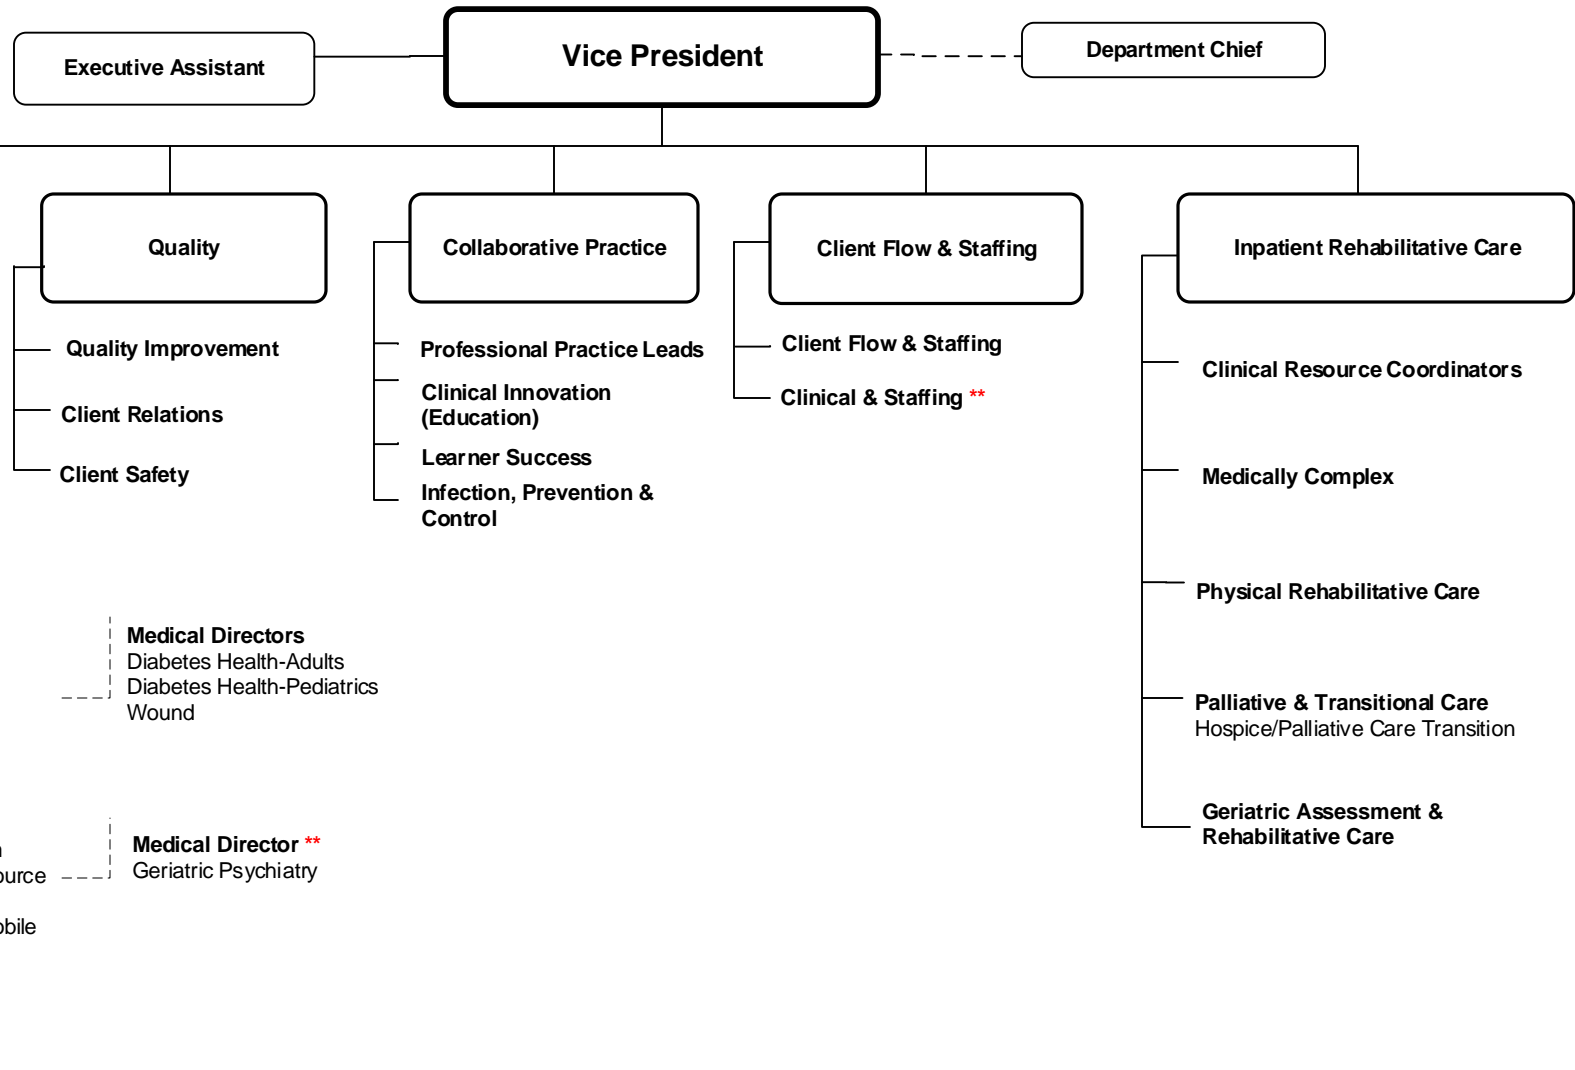 Executive Assistant
Vice President
Department Chief
Quality
Quality Improvement
Client Relations
Client Safety
Collaborative Practice
Professional Practice Leads
Clinical Innovation
(Education)
Learner Success
Infection, Prevention &
Control
Client Flow & Staffing
Client Flow & Staffing
Clinical & Staffing **
Inpatient Rehabilitative Care
Clinical Resource Coordinators
Medically Complex
Physical Rehabilitative Care
Palliative & Transitional Care
Hospice/Palliative Care Transition
Geriatric Assessment &
Rehabilitative Care
Medical Directors
Diabetes Health-Adults
Diabetes Health-Pediatrics
Wound
Medical Director **
Geriatric Psychiatry